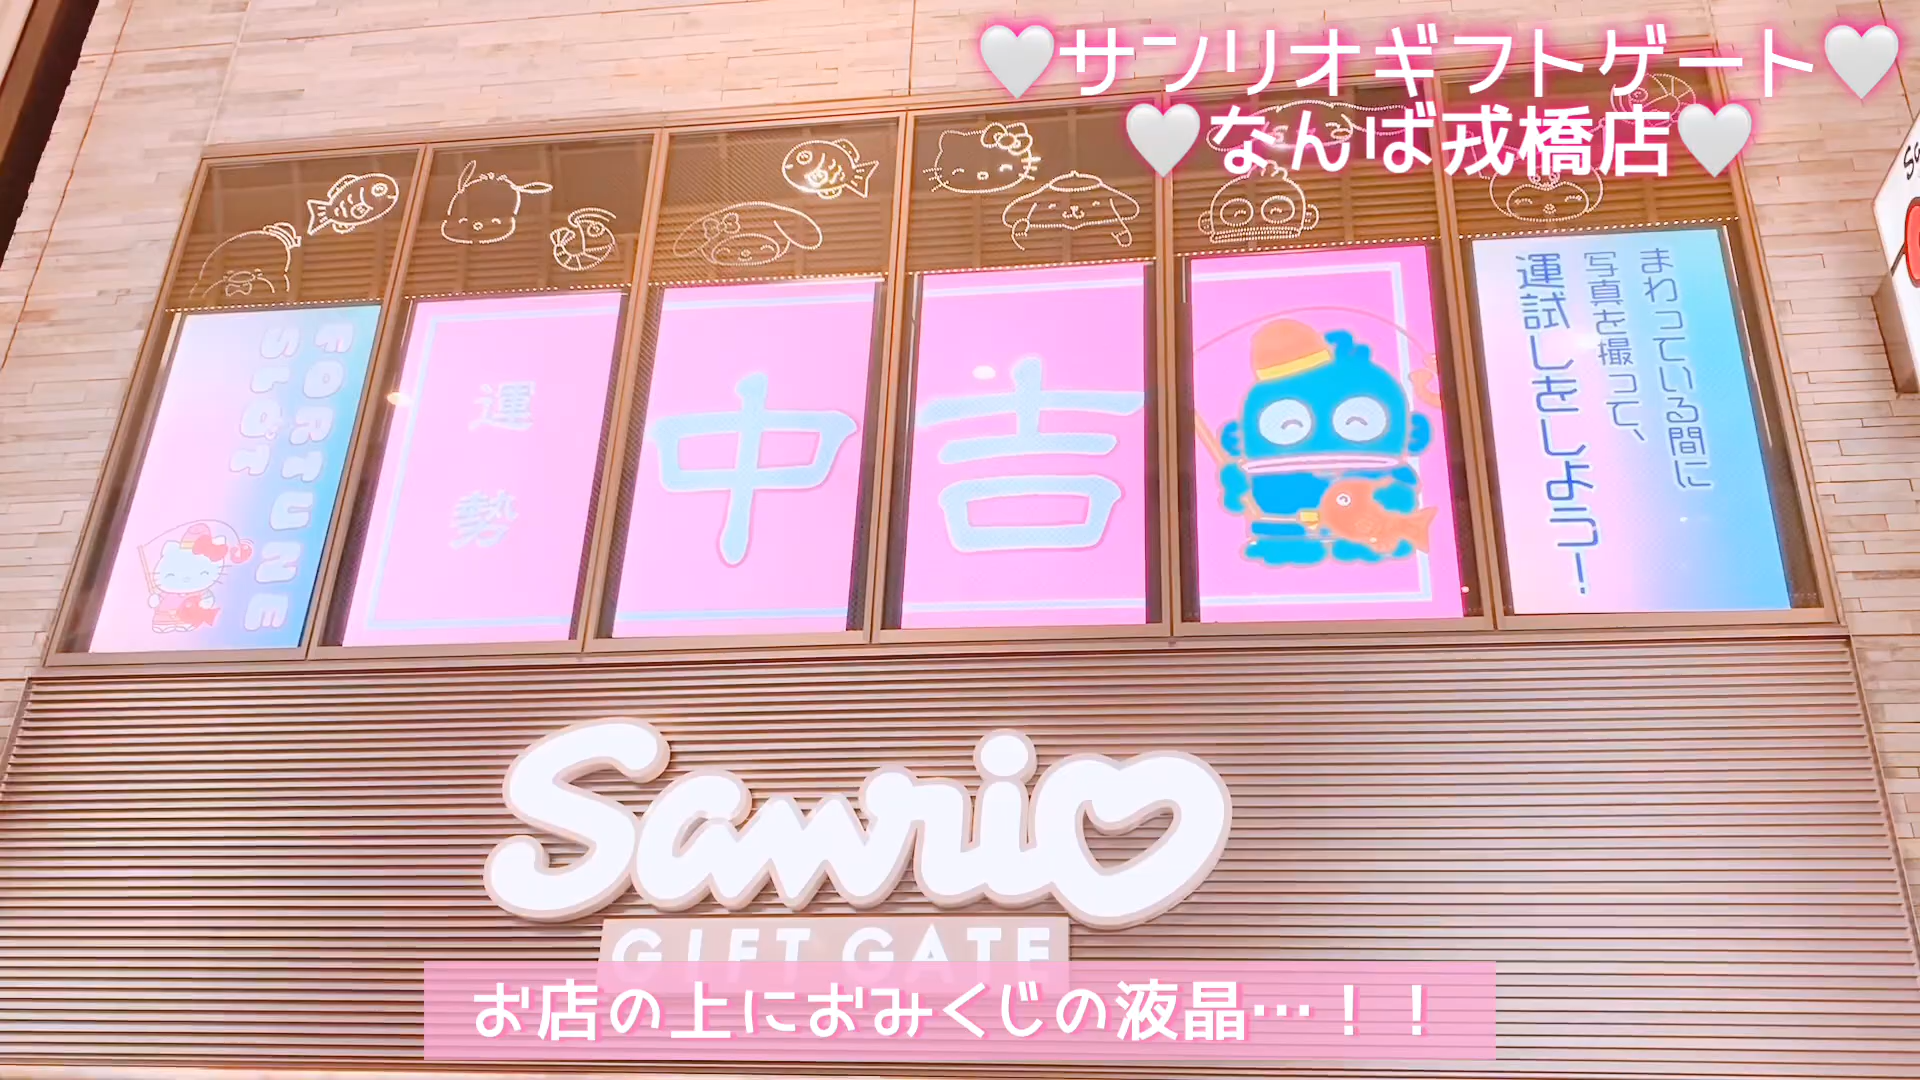 🤍サンリオギフトゲート🤍
🤍なんば戎橋店🤍
FORTUNE
SLOT
運勢
中吉
まわっている間に
写真を撮って、
運試しをしよう!
Sanrio
GIFT GATE
お店の上におみくじの液晶…!!